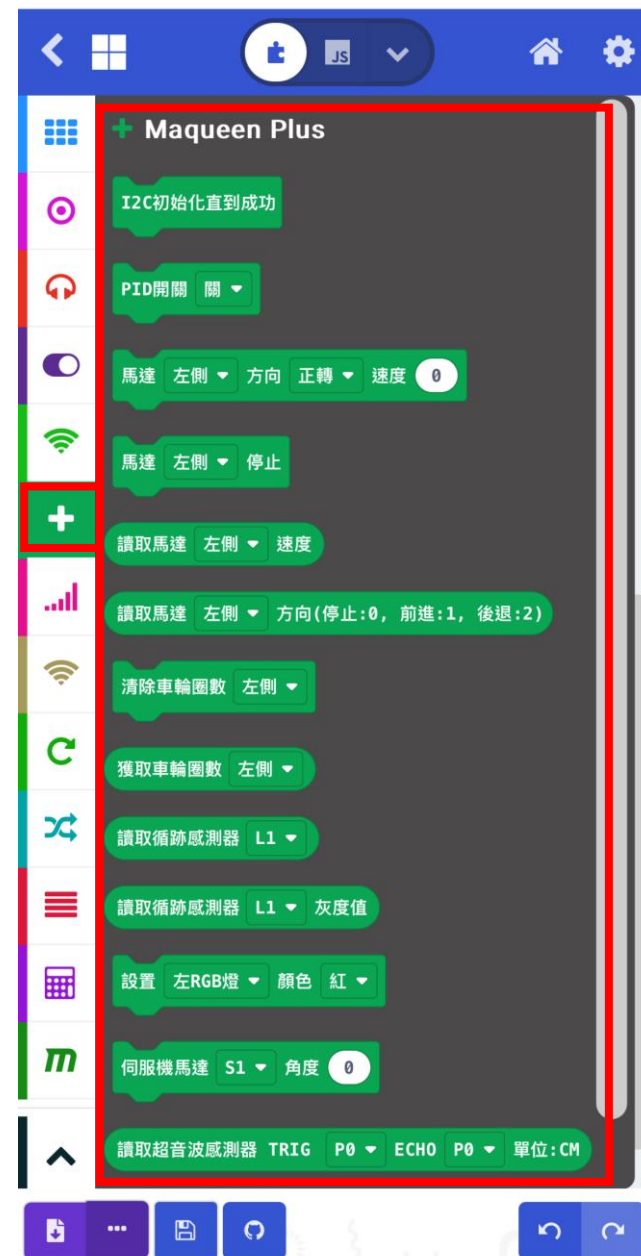 JS
Maqueen Plus
I2C初始化直到成功
PID開關 關
馬達 左側 方向 正轉 速度 0
馬達 左側 停止
讀取馬達 左側 速度
讀取馬達 左側 方向(停止:0, 前進:1, 後退:2)
清除車輪圈數 左側
獲取車輪圈數 左側
讀取循跡感測器 L1
讀取循跡感測器 L1 灰度值
設置 左RGB燈 顏色 紅
伺服機馬達 S1 角度 0
讀取超音波感測器 TRIG P0 ECHO P0 單位:CM